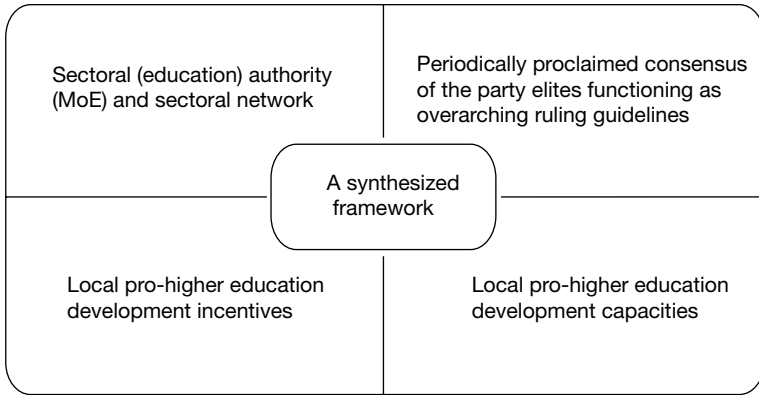 Sectoral (education) authority
(MoE) and sectoral network
Periodically proclaimed consensus
of the party elites functioning as
overarching ruling guidelines
A synthesized
framework
Local pro-higher education
development incentives
Local pro-higher education
development capacities